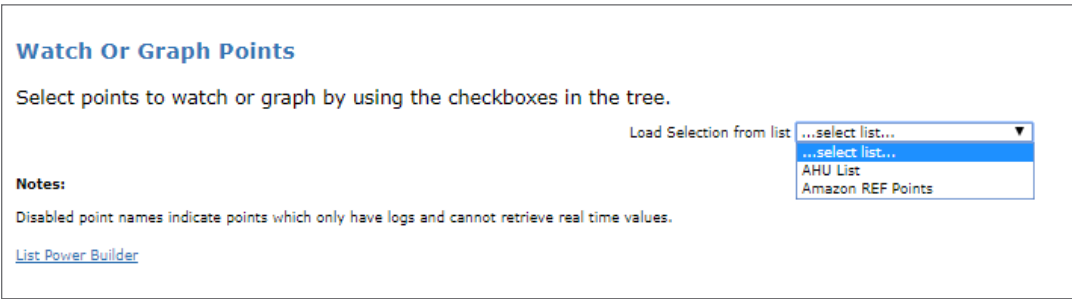 Watch Or Graph Points
Select points to watch or graph by using the checkboxes in the tree.
Load Selection from list ...select list...
...select list...
AHU List
Amazon REF Points
Notes:
Disabled point names indicate points which only have logs and cannot retrieve real time values.
List Power Builder